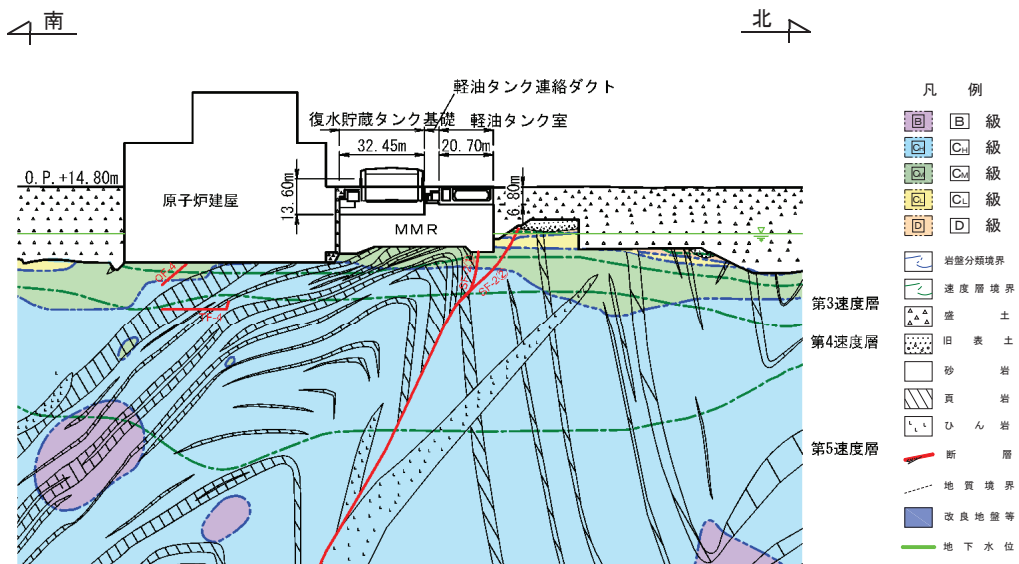 南
北
軽油タンク連絡ダクト
復水貯蔵タンク基礎
軽油タンク室
32.45m
20.70m
O.P.+14.80m
13.60m
6.80m
原子炉建屋
MMR
OF-4
TF-4
第3速度層
第4速度層
第5速度層
凡 例
B B 級
CH CH 級
CM CM 級
CL CL 級
D D 級
岩盤分類境界
速度層境界
盛 土
旧 表 土
砂 岩
頁 岩
ひ ん 岩
断 層
地 質 境 界
改 良 地 盤 等
地 下 水 位